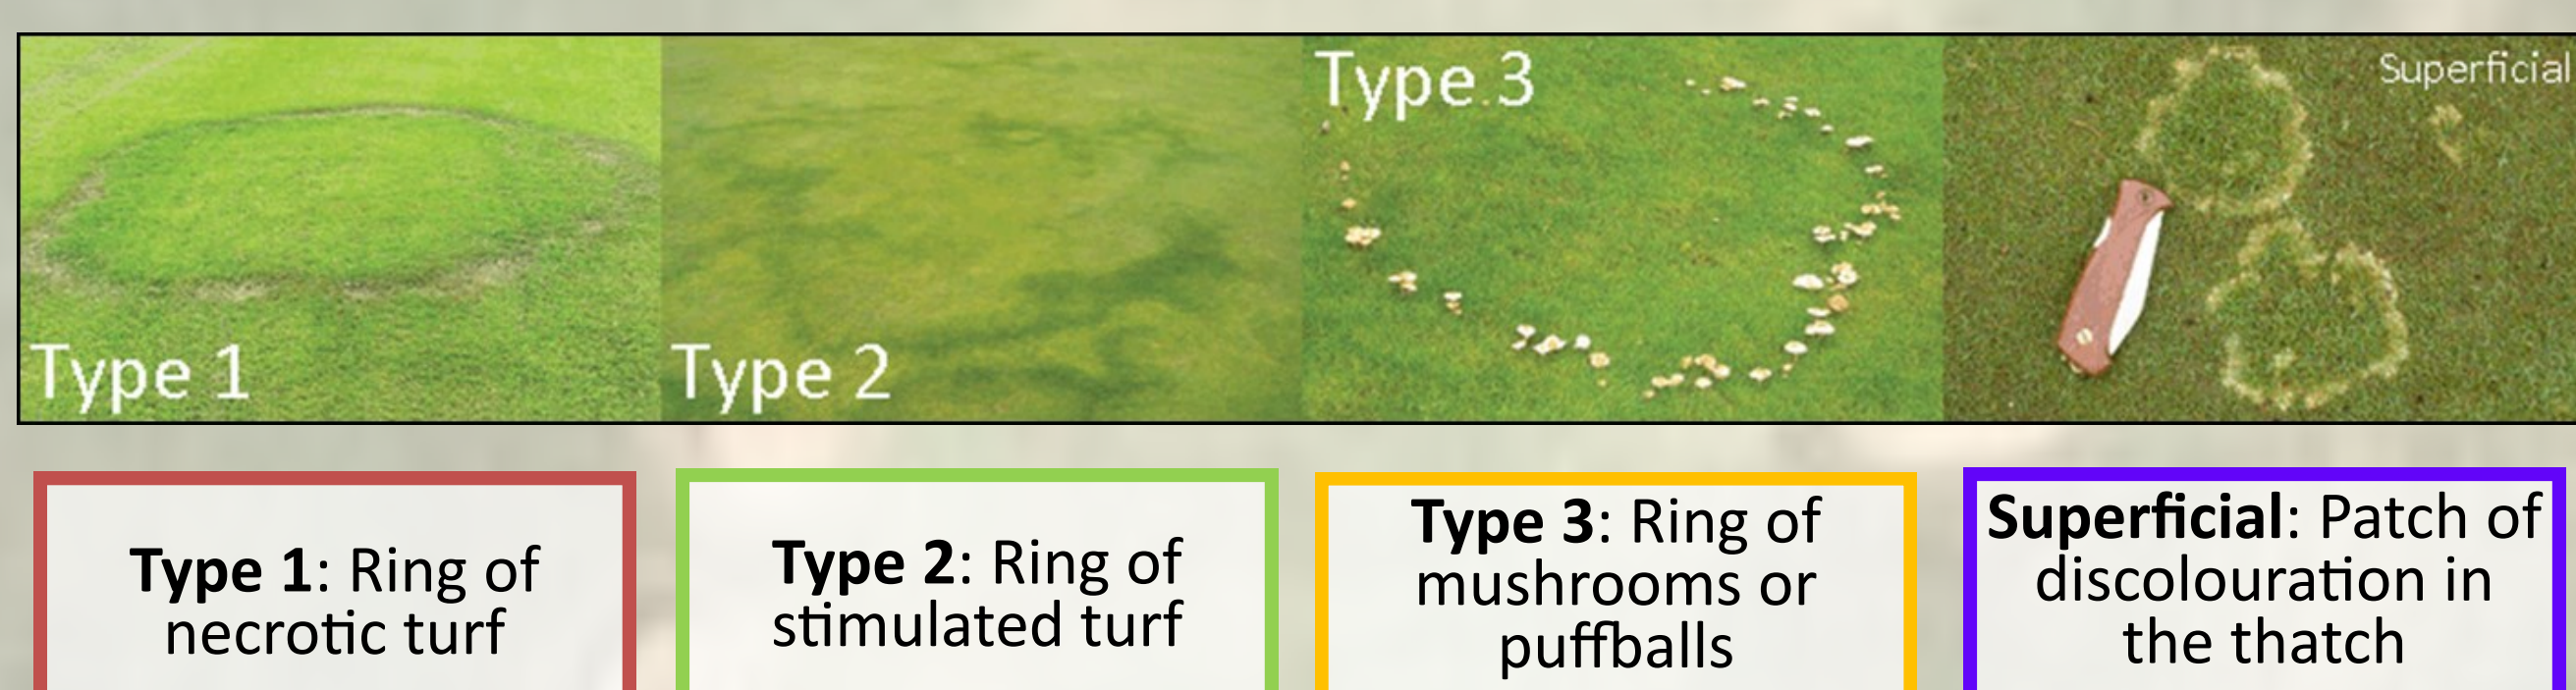 Type 1
Type 2
Type 3
Superficial
Type 1: Ring of
necrotic turf
Type 2: Ring of
stimulated turf
Type 3: Ring of
mushrooms or
puffballs
Superficial: Patch of
discolouration in
the thatch